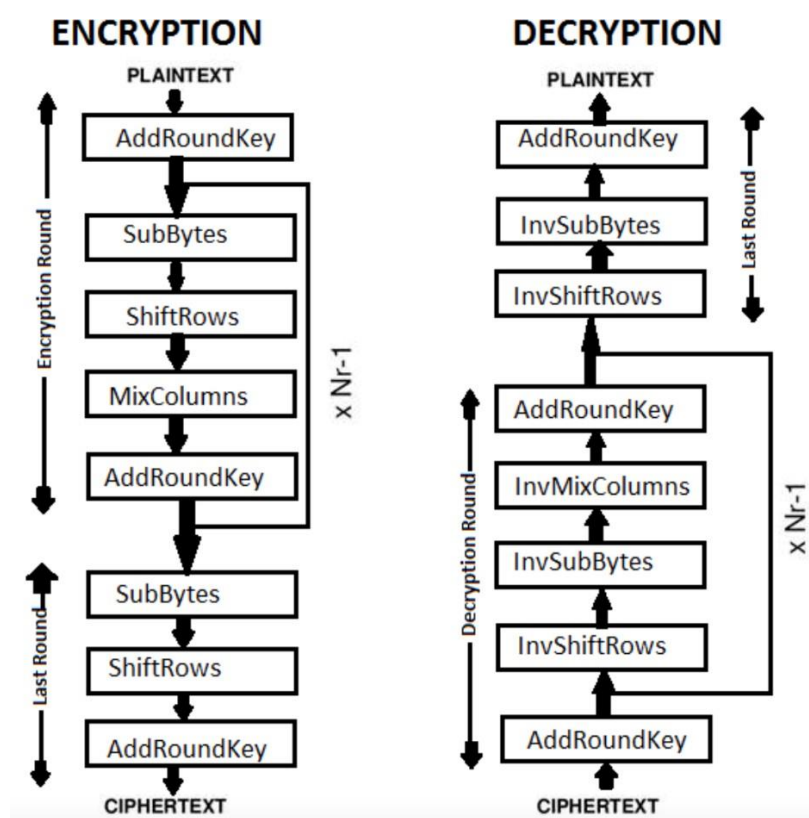 ENCRYPTION
PLAINTEXT
AddRoundKey
SubBytes
ShiftRows
MixColumns
AddRoundKey
Encryption Round
x Nr-1
SubBytes
ShiftRows
AddRoundKey
Last Round
CIPHERTEXT
DECRYPTION
PLAINTEXT
AddRoundKey
InvSubBytes
InvShiftRows
Last Round
AddRoundKey
InvMixColumns
InvSubBytes
InvShiftRows
Decryption Round
x Nr-1
AddRoundKey
CIPHERTEXT